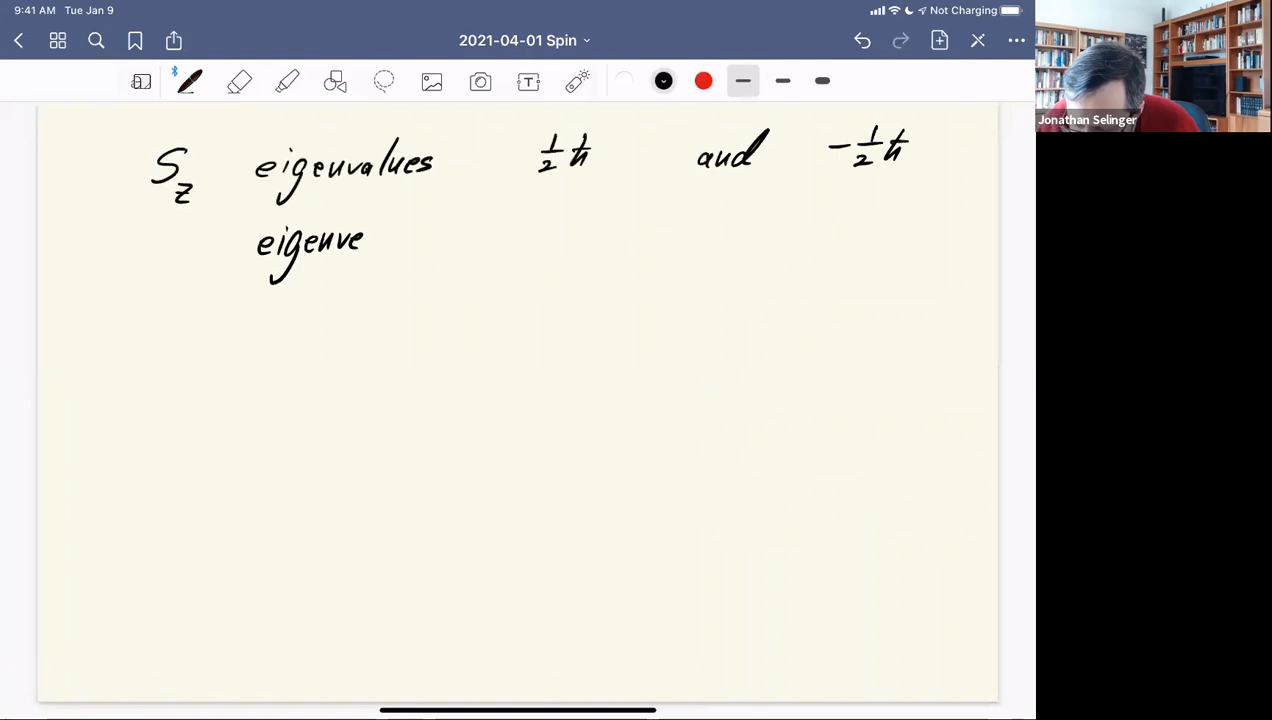 9:41 AM Tue Jan 9
Not Charging
2021-04-01 Spin
T
Jonathan Selinger
S_z eigenvalues ½ħ and -½ħ
eigenve